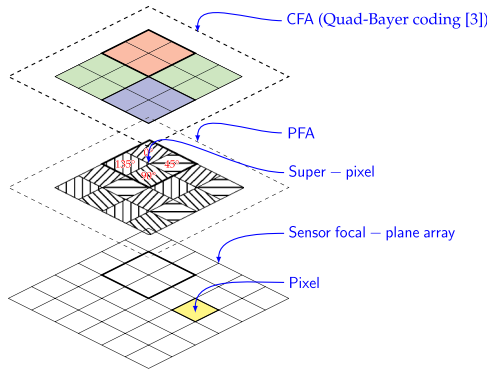 CFA (Quad-Bayer coding [3])
PFA
0°
135° 45°
90°
Super – pixel
Sensor focal – plane array
Pixel